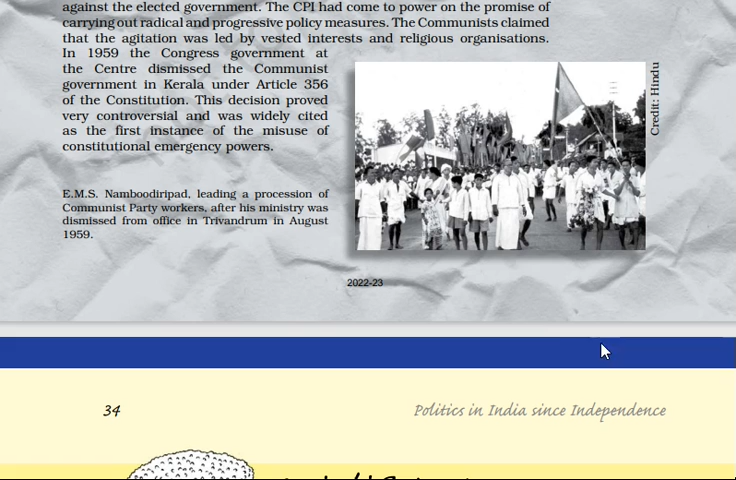 against the elected government. The CPI had come to power on the promise of
carrying out radical and progressive policy measures. The Communists claimed
that the agitation was led by vested interests and religious organisations.
In 1959 the Congress government at
the Centre dismissed the Communist
government in Kerala under Article 356
of the Constitution. This decision proved
very controversial and was widely cited
as the first instance of the misuse of
constitutional emergency powers.
Credit: Hindu
E.M.S. Namboodiripad, leading a procession of
Communist Party workers, after his ministry was
dismissed from office in Trivandrum in August
1959.
2022-23
34
Politics in India since Independence